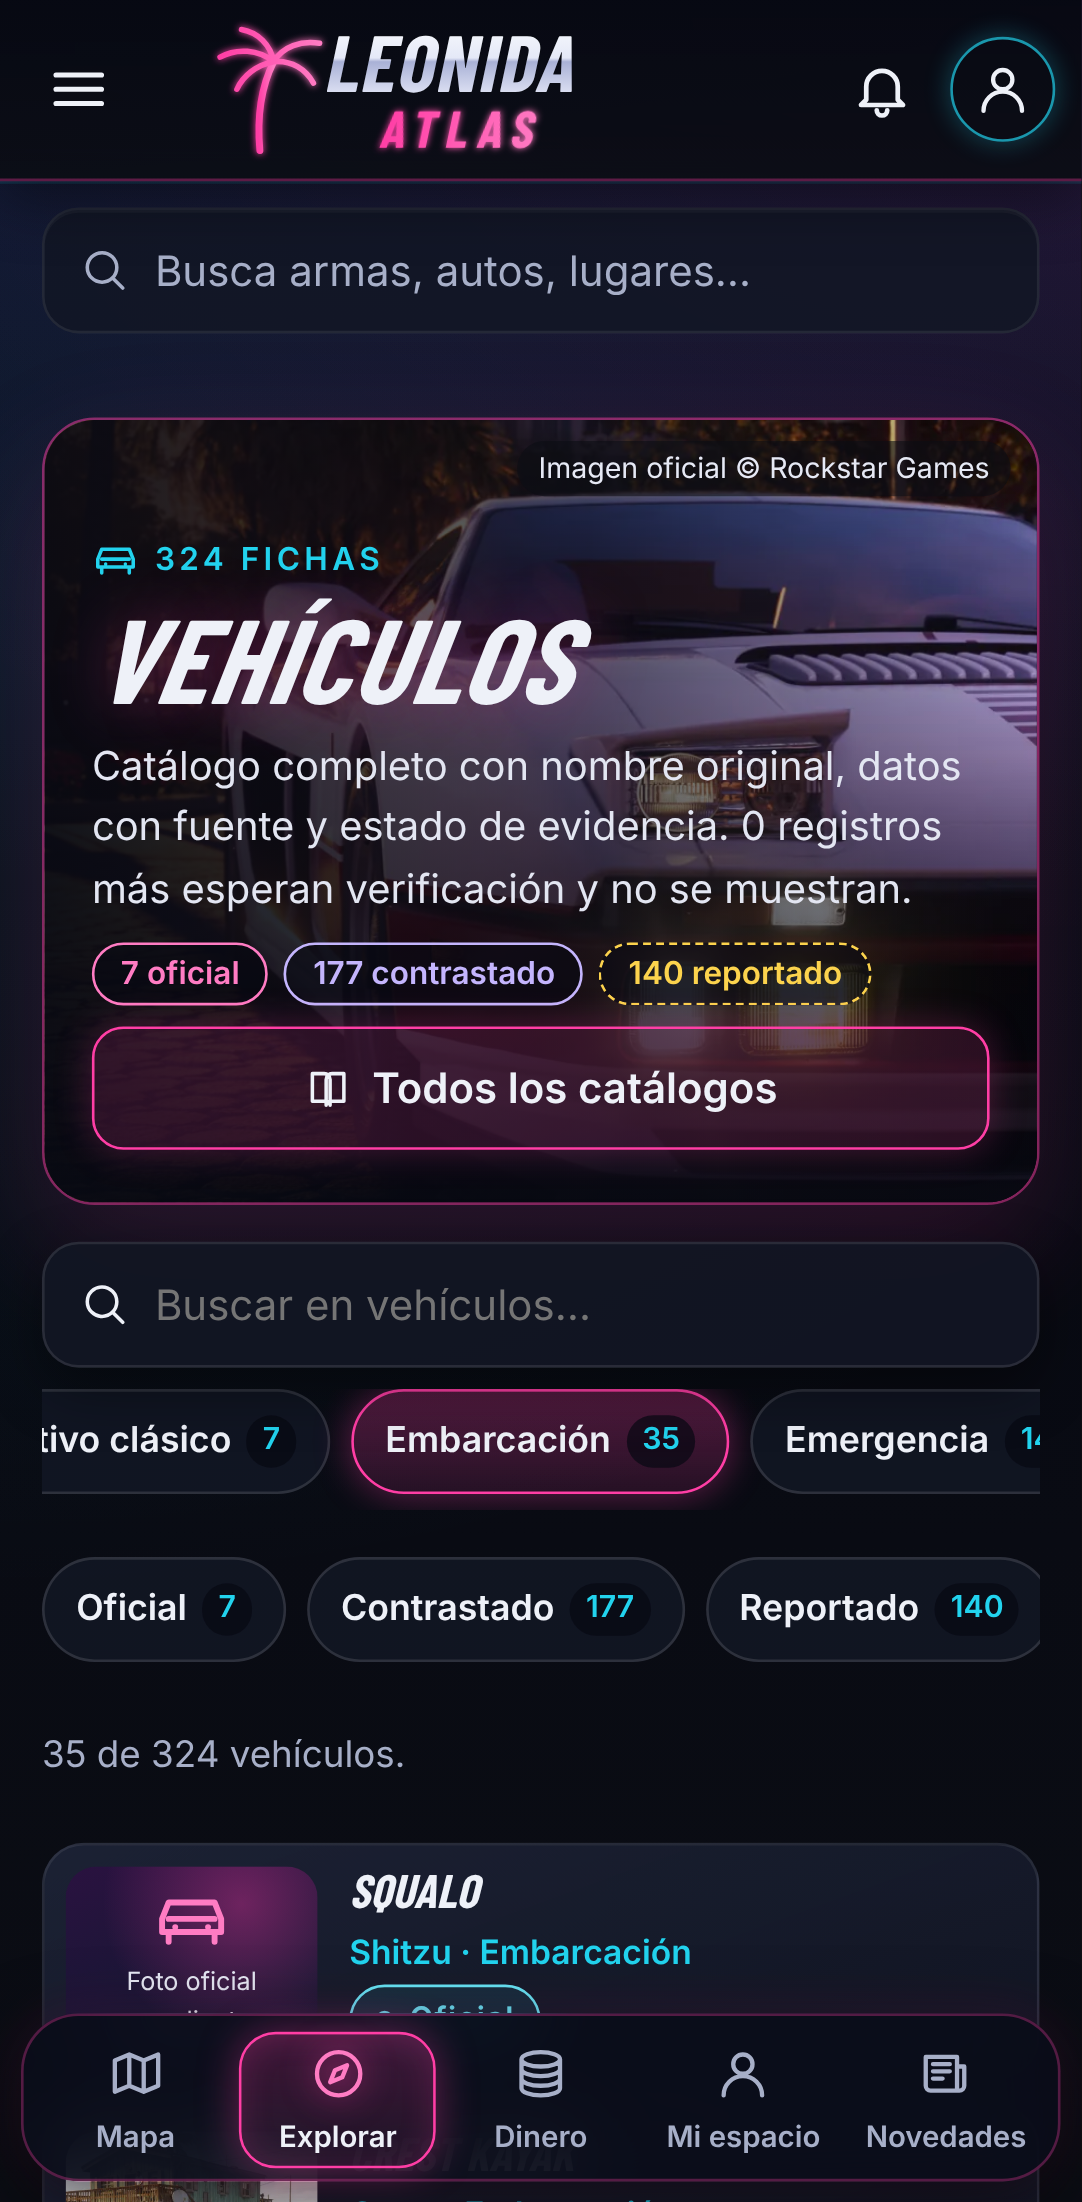 LEONIDA
ATLAS
Busca armas, autos, lugares...
Imagen oficial © Rockstar Games
324 FICHAS
VEHÍCULOS
Catálogo completo con nombre original, datos
con fuente y estado de evidencia. 0 registros
más esperan verificación y no se muestran.
7 oficial
177 contrastado
140 reportado
Todos los catálogos
Buscar en vehículos...
tivo clásico 7
Embarcación 35
Emergencia 14
Oficial 7
Contrastado 177
Reportado 140
35 de 324 vehículos.
SQUALO
Shitzu · Embarcación
Foto oficial
Oficial
Mapa
Explorar
Dinero
Mi espacio
Novedades